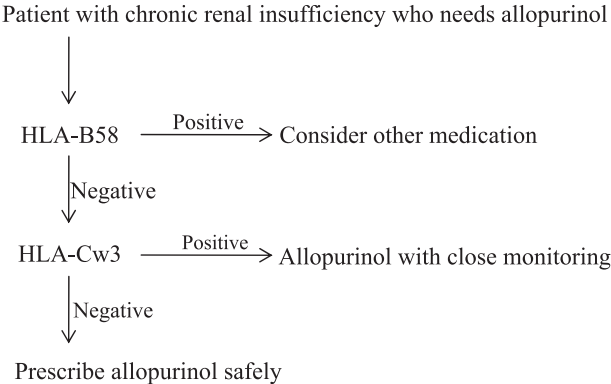 Patient with chronic renal insufficiency who needs allopurinol
HLA-B58
Positive
Consider other medication
Negative
HLA-Cw3
Positive
Allopurinol with close monitoring
Negative
Prescribe allopurinol safely